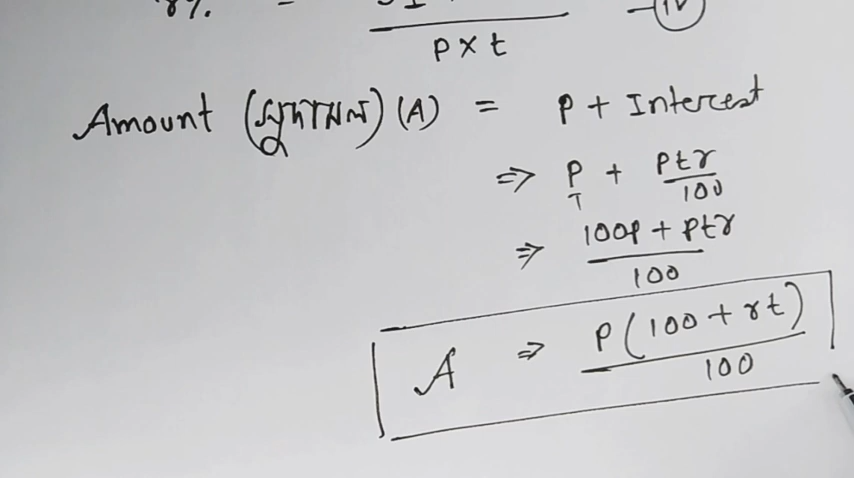 r% =
p × t
Amount (A) = P + Interest
⇒ P + ptr/100
⇒ 100p + ptr/100
A ⇒ P(100 + rt)/100